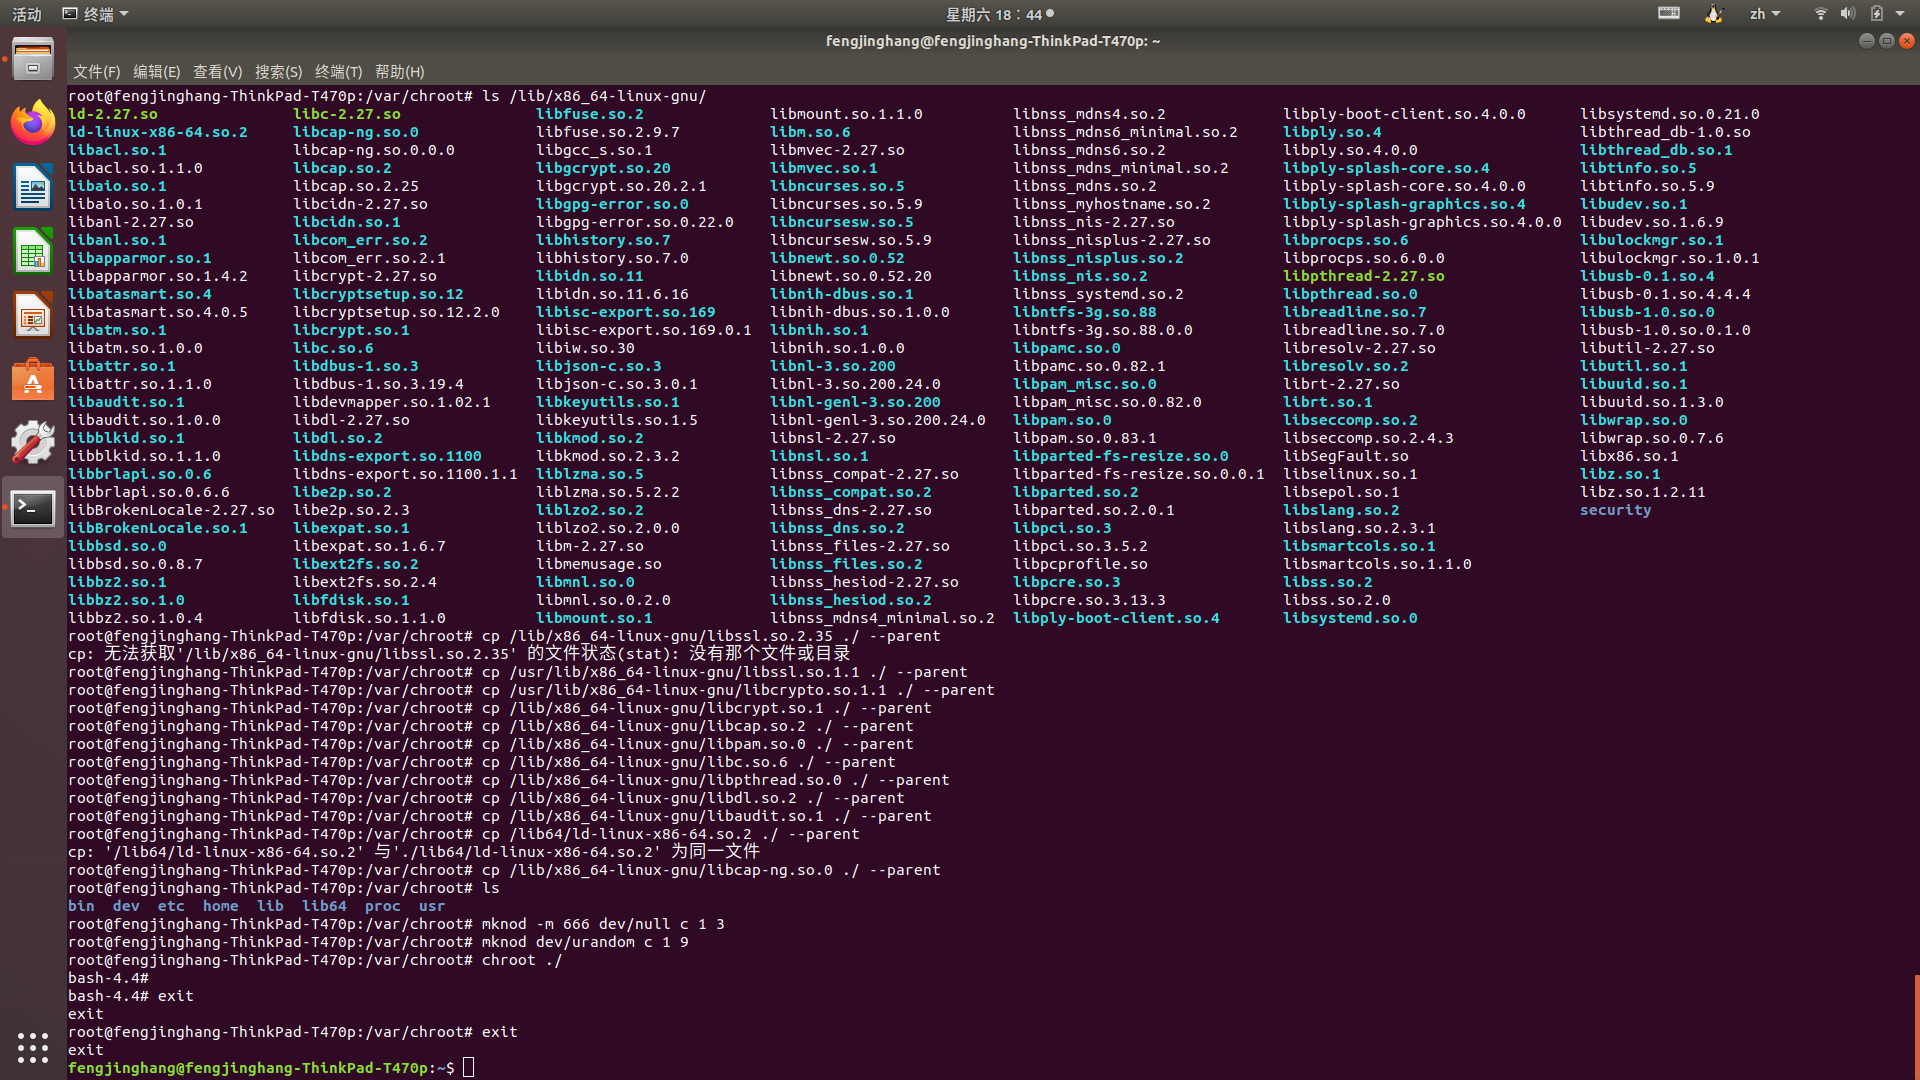 活动 终端 星期六 18：44 zh
fengjinghang@fengjinghang-ThinkPad-T470p: ~
文件(F) 编辑(E) 查看(V) 搜索(S) 终端(T) 帮助(H)
root@fengjinghang-ThinkPad-T470p:/var/chroot# ls /lib/x86_64-linux-gnu/
ld-2.27.so libc-2.27.so libfuse.so.2 libmount.so.1.1.0 libnss_mdns4.so.2 libply-boot-client.so.4.0.0 libsystemd.so.0.21.0
ld-linux-x86-64.so.2 libcap-ng.so.0 libfuse.so.2.9.7 libm.so.6 libnss_mdns6_minimal.so.2 libply.so.4 libthread_db-1.0.so
libacl.so.1 libcap-ng.so.0.0.0 libgcc_s.so.1 libmvec-2.27.so libnss_mdns6.so.2 libply.so.4.0.0 libthread_db.so.1
libacl.so.1.1.0 libcap.so.2 libgcrypt.so.20 libmvec.so.1 libnss_mdns_minimal.so.2 libply-splash-core.so.4 libtinfo.so.5
libaio.so.1 libcap.so.2.25 libgcrypt.so.20.2.1 libncurses.so.5 libnss_mdns.so.2 libply-splash-core.so.4.0.0 libtinfo.so.5.9
libaio.so.1.0.1 libcidn-2.27.so libgpg-error.so.0 libncurses.so.5.9 libnss_myhostname.so.2 libply-splash-graphics.so.4 libudev.so.1
libanl-2.27.so libcidn.so.1 libgpg-error.so.0.22.0 libncursesw.so.5 libnss_nis-2.27.so libply-splash-graphics.so.4.0.0 libudev.so.1.6.9
libanl.so.1 libcom_err.so.2 libhistory.so.7 libncursesw.so.5.9 libnss_nisplus-2.27.so libprocps.so.6 libulockmgr.so.1
libapparmor.so.1 libcom_err.so.2.1 libhistory.so.7.0 libnewt.so.0.52 libnss_nisplus.so.2 libprocps.so.6.0.0 libulockmgr.so.1.0.1
libapparmor.so.1.4.2 libcrypt-2.27.so libidn.so.11 libnewt.so.0.52.20 libnss_nis.so.2 libpthread-2.27.so libusb-0.1.so.4
libatasmart.so.4 libcryptsetup.so.12 libidn.so.11.6.16 libnih-dbus.so.1 libnss_systemd.so.2 libpthread.so.0 libusb-0.1.so.4.4.4
libatasmart.so.4.0.5 libcryptsetup.so.12.2.0 libisc-export.so.169 libnih-dbus.so.1.0.0 libntfs-3g.so.88 libreadline.so.7 libusb-1.0.so.0
libatm.so.1 libcrypt.so.1 libisc-export.so.169.0.1 libnih.so.1 libntfs-3g.so.88.0.0 libreadline.so.7.0 libusb-1.0.so.0.1.0
libatm.so.1.0.0 libc.so.6 libiw.so.30 libnih.so.1.0.0 libpamc.so.0 libresolv-2.27.so libutil-2.27.so
libattr.so.1 libdbus-1.so.3 libjson-c.so.3 libnl-3.so.200 libpamc.so.0.82.1 libresolv.so.2 libutil.so.1
libattr.so.1.1.0 libdbus-1.so.3.19.4 libjson-c.so.3.0.1 libnl-3.so.200.24.0 libpam_misc.so.0 librt-2.27.so libuuid.so.1
libaudit.so.1 libdevmapper.so.1.02.1 libkeyutils.so.1 libnl-genl-3.so.200 libpam_misc.so.0.82.0 librt.so.1 libuuid.so.1.3.0
libaudit.so.1.0.0 libdl-2.27.so libkeyutils.so.1.5 libnl-genl-3.so.200.24.0 libpam.so.0 libseccomp.so.2 libwrap.so.0
libblkid.so.1 libdl.so.2 libkmod.so.2 libnsl-2.27.so libpam.so.0.83.1 libseccomp.so.2.4.3 libwrap.so.0.7.6
libblkid.so.1.1.0 libdns-export.so.1100 libkmod.so.2.3.2 libnsl.so.1 libparted-fs-resize.so.0 libSegFault.so libx86.so.1
libbrlapi.so.0.6 libdns-export.so.1100.1.1 liblzma.so.5 libnss_compat-2.27.so libparted-fs-resize.so.0.0.1 libselinux.so.1 libz.so.1
libbrlapi.so.0.6.6 libe2p.so.2 liblzma.so.5.2.2 libnss_compat.so.2 libparted.so.2 libsepol.so.1 libz.so.1.2.11
libBrokenLocale-2.27.so libe2p.so.2.3 liblzo2.so.2 libnss_dns-2.27.so libparted.so.2.0.1 libslang.so.2 security
libBrokenLocale.so.1 libexpat.so.1 liblzo2.so.2.0.0 libnss_dns.so.2 libpci.so.3 libslang.so.2.3.1
libbsd.so.0 libexpat.so.1.6.7 libm-2.27.so libnss_files-2.27.so libpci.so.3.5.2 libsmartcols.so.1
libbsd.so.0.8.7 libext2fs.so.2 libmemusage.so libnss_files.so.2 libpcprofile.so libsmartcols.so.1.1.0
libbz2.so.1 libext2fs.so.2.4 libmnl.so.0 libnss_hesiod-2.27.so libpcre.so.3 libss.so.2
libbz2.so.1.0 libfdisk.so.1 libmnl.so.0.2.0 libnss_hesiod.so.2 libpcre.so.3.13.3 libss.so.2.0
libbz2.so.1.0.4 libfdisk.so.1.1.0 libmount.so.1 libnss_mdns4_minimal.so.2 libply-boot-client.so.4 libsystemd.so.0
root@fengjinghang-ThinkPad-T470p:/var/chroot# cp /lib/x86_64-linux-gnu/libssl.so.2.35 ./ --parent
cp: 无法获取'/lib/x86_64-linux-gnu/libssl.so.2.35' 的文件状态(stat): 没有那个文件或目录
root@fengjinghang-ThinkPad-T470p:/var/chroot# cp /usr/lib/x86_64-linux-gnu/libssl.so.1.1 ./ --parent
root@fengjinghang-ThinkPad-T470p:/var/chroot# cp /usr/lib/x86_64-linux-gnu/libcrypto.so.1.1 ./ --parent
root@fengjinghang-ThinkPad-T470p:/var/chroot# cp /lib/x86_64-linux-gnu/libcrypt.so.1 ./ --parent
root@fengjinghang-ThinkPad-T470p:/var/chroot# cp /lib/x86_64-linux-gnu/libcap.so.2 ./ --parent
root@fengjinghang-ThinkPad-T470p:/var/chroot# cp /lib/x86_64-linux-gnu/libpam.so.0 ./ --parent
root@fengjinghang-ThinkPad-T470p:/var/chroot# cp /lib/x86_64-linux-gnu/libc.so.6 ./ --parent
root@fengjinghang-ThinkPad-T470p:/var/chroot# cp /lib/x86_64-linux-gnu/libpthread.so.0 ./ --parent
root@fengjinghang-ThinkPad-T470p:/var/chroot# cp /lib/x86_64-linux-gnu/libdl.so.2 ./ --parent
root@fengjinghang-ThinkPad-T470p:/var/chroot# cp /lib/x86_64-linux-gnu/libaudit.so.1 ./ --parent
root@fengjinghang-ThinkPad-T470p:/var/chroot# cp /lib64/ld-linux-x86-64.so.2 ./ --parent
cp: '/lib64/ld-linux-x86-64.so.2' 与'./lib64/ld-linux-x86-64.so.2' 为同一文件
root@fengjinghang-ThinkPad-T470p:/var/chroot# cp /lib/x86_64-linux-gnu/libcap-ng.so.0 ./ --parent
root@fengjinghang-ThinkPad-T470p:/var/chroot# ls
bin dev etc home lib lib64 proc usr
root@fengjinghang-ThinkPad-T470p:/var/chroot# mknod -m 666 dev/null c 1 3
root@fengjinghang-ThinkPad-T470p:/var/chroot# mknod dev/urandom c 1 9
root@fengjinghang-ThinkPad-T470p:/var/chroot# chroot ./
bash-4.4#
bash-4.4# exit
exit
root@fengjinghang-ThinkPad-T470p:/var/chroot# exit
exit
fengjinghang@fengjinghang-ThinkPad-T470p:~$